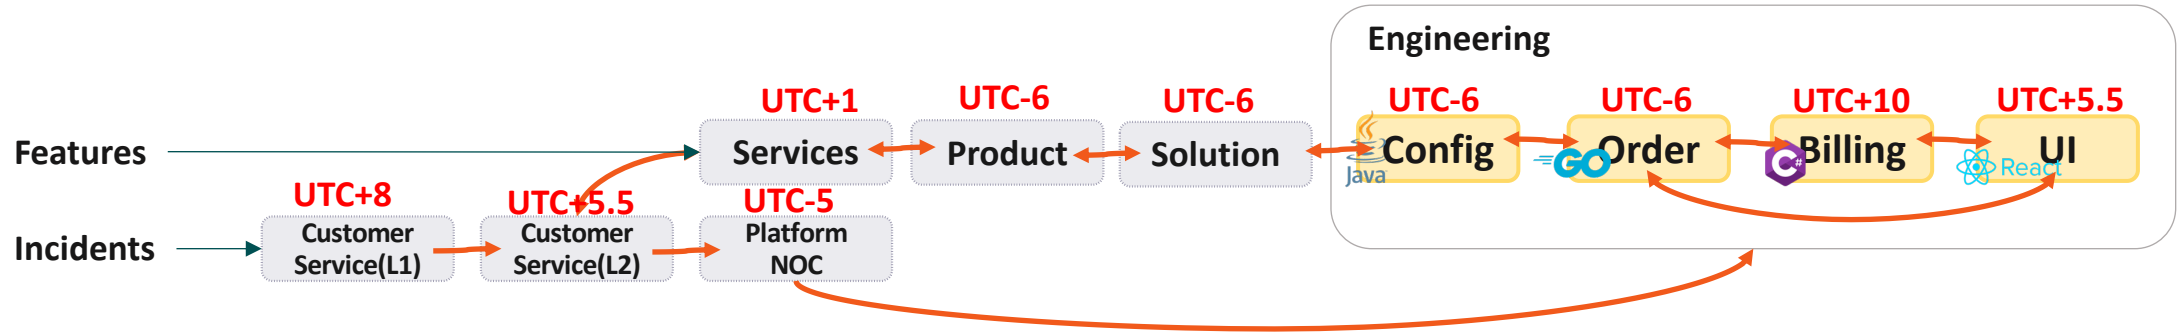 Engineering
UTC+1
UTC-6
UTC-6
UTC-6
UTC-6
UTC+10
UTC+5.5
Features
Services
Product
Solution
Config
Order
Billing
UI
Java
GO
C#
React
UTC+8
UTC+5.5
UTC-5
Incidents
Customer
Service(L1)
Customer
Service(L2)
Platform
NOC